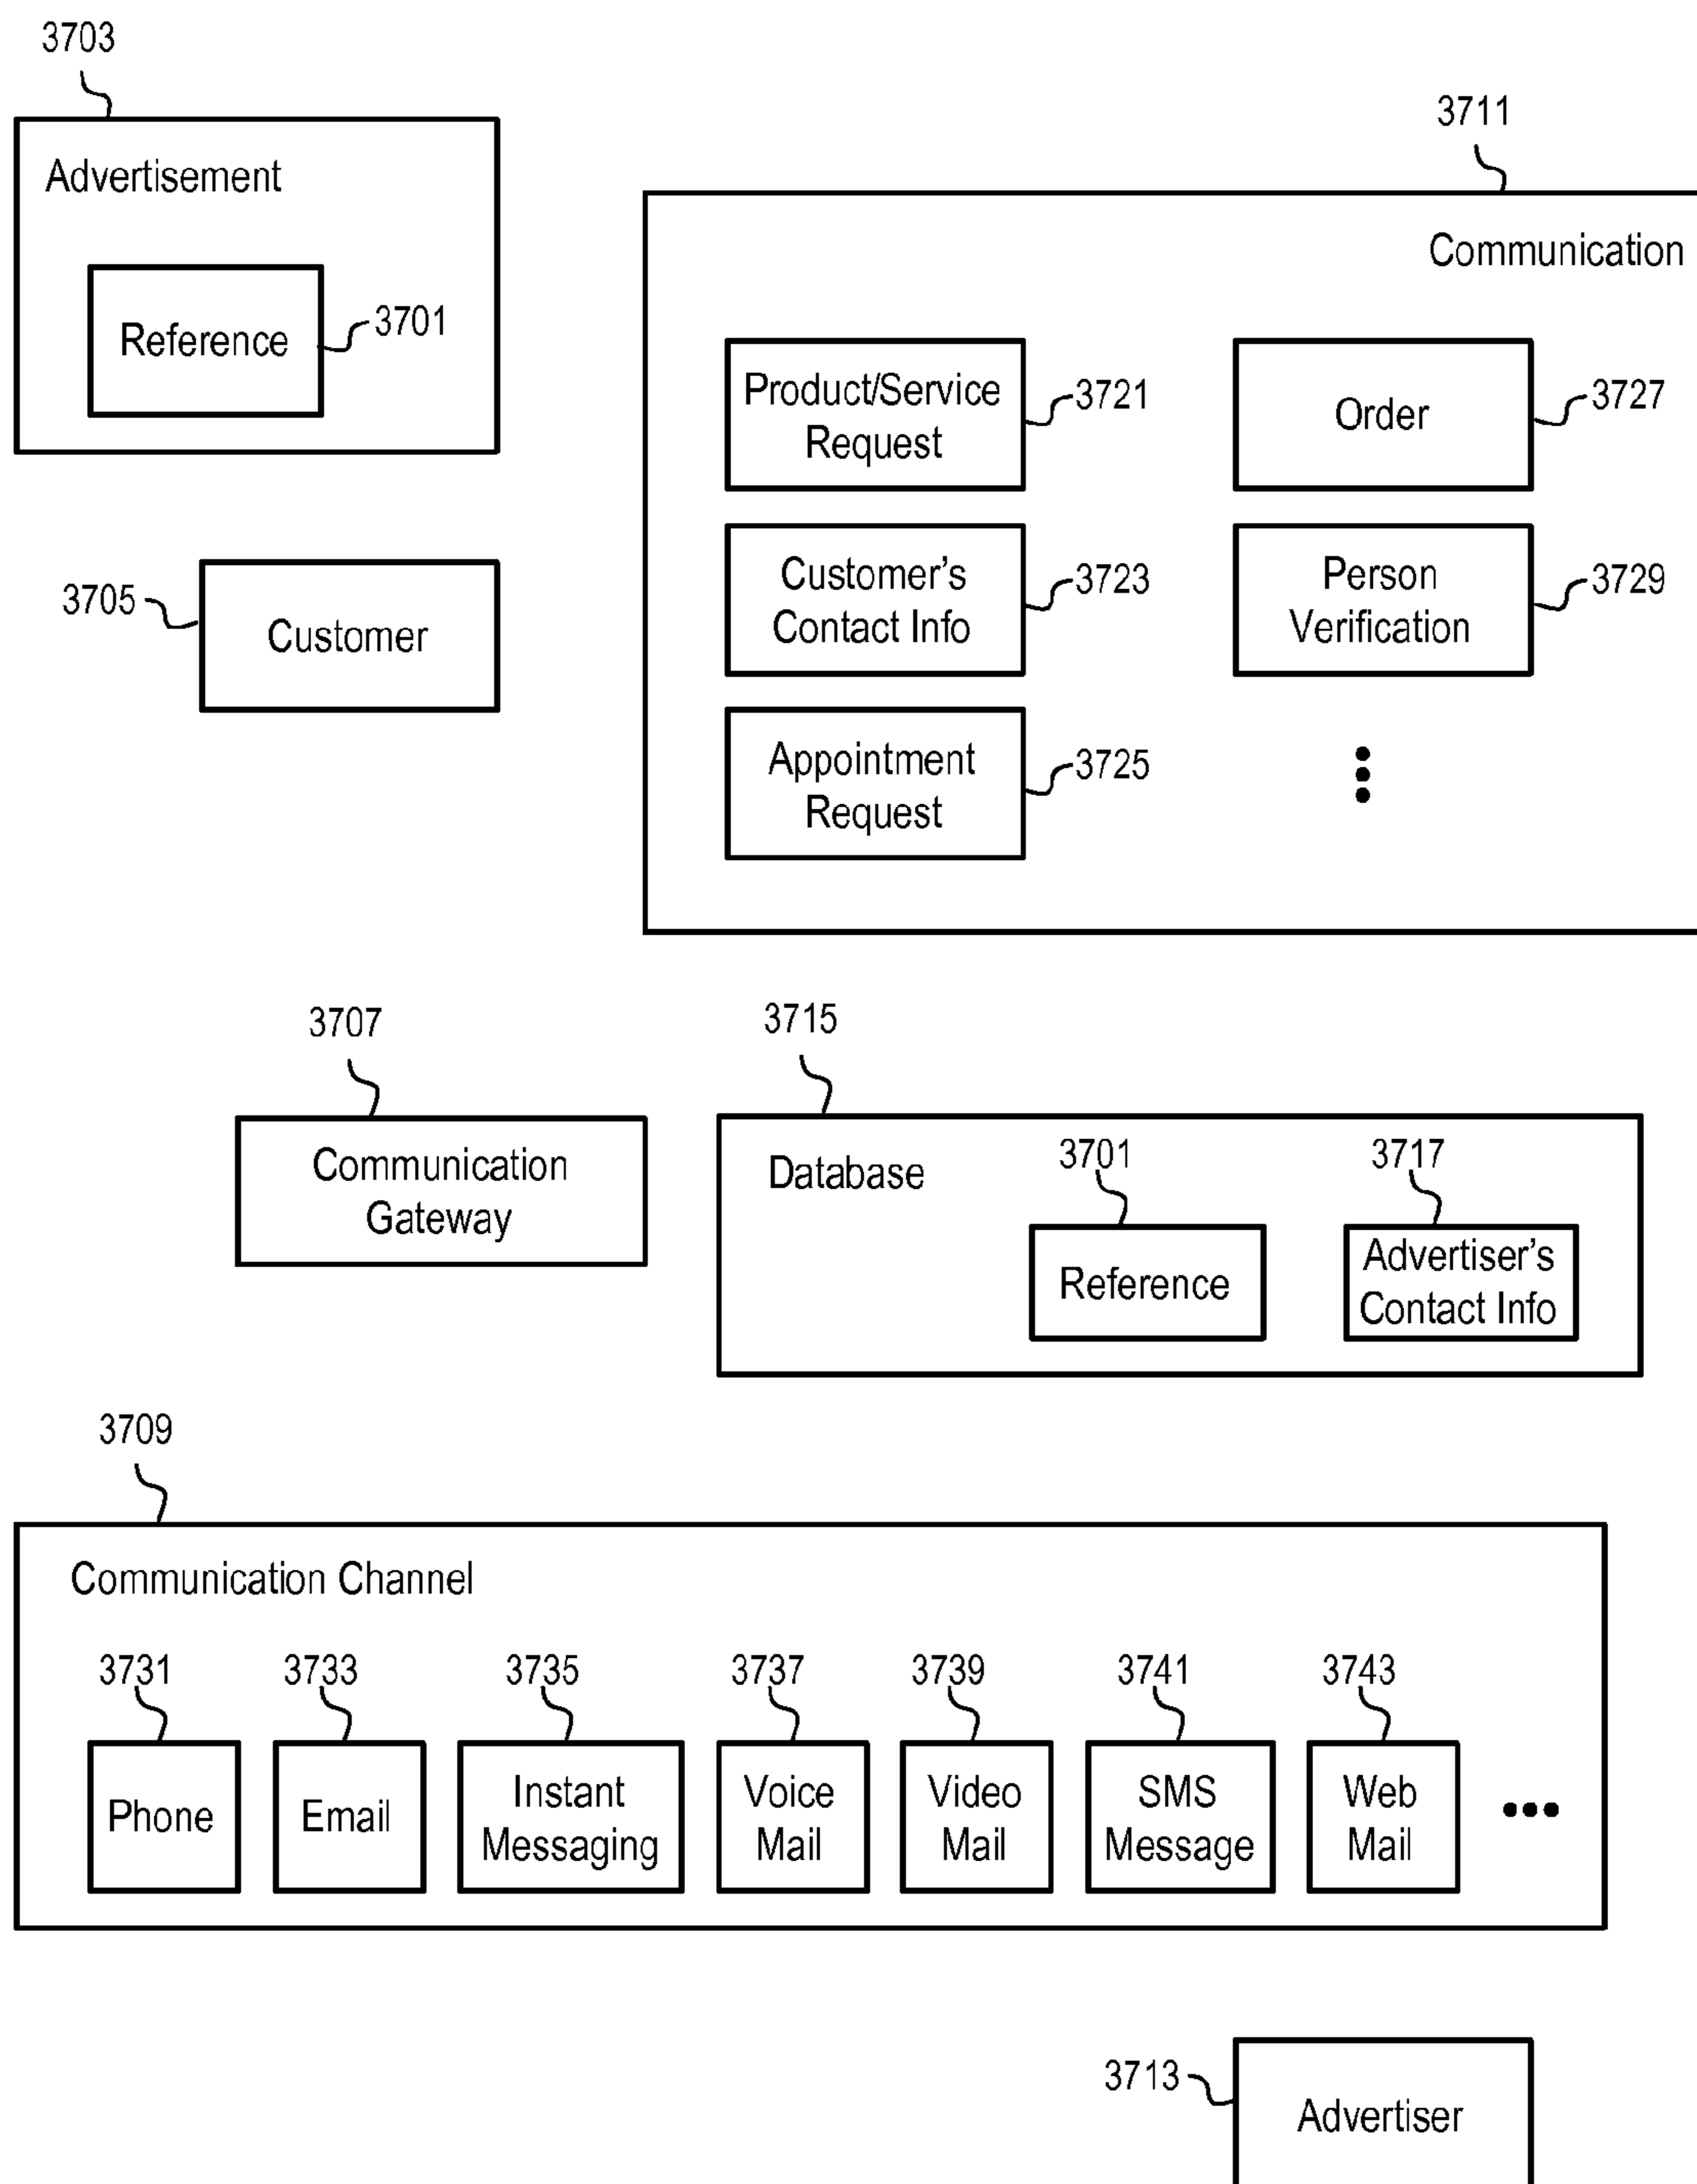 3703
Advertisement
Reference
3701
3711
Communication
Product/Service
Request
3721
Order
3727
Customer's
Contact Info
3723
Person
Verification
3729
Appointment
Request
3725
3705
Customer
3707
Communication
Gateway
3715
Database
3701
Reference
3717
Advertiser's
Contact Info
3709
Communication Channel
3731
Phone
3733
Email
3735
Instant
Messaging
3737
Voice
Mail
3739
Video
Mail
3741
SMS
Message
3743
Web
Mail
3713
Advertiser